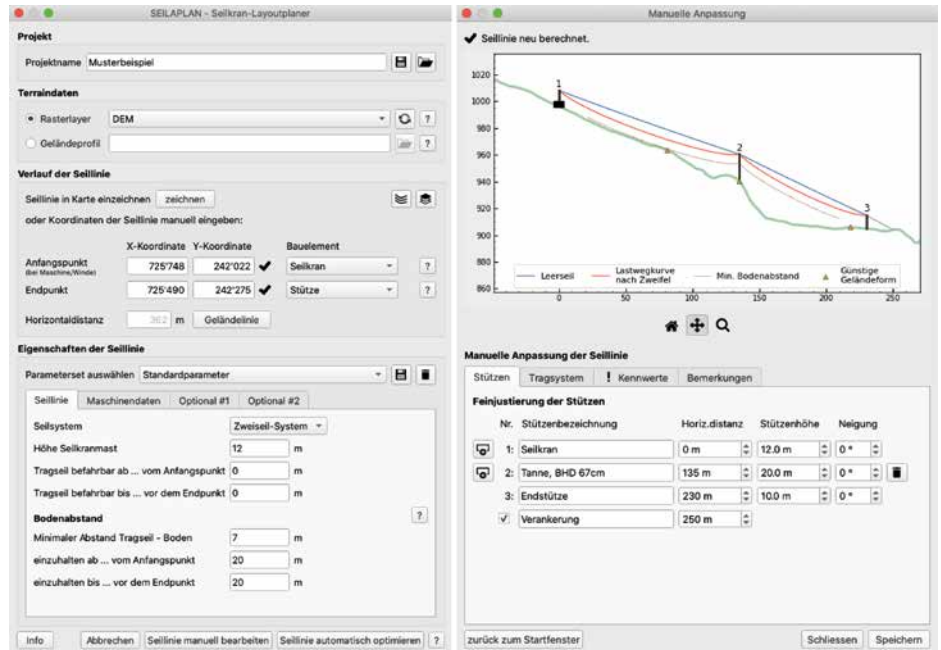 SEILAPLAN - Seilkran-Layoutplaner
Projekt
Projektname Musterbeispiel
Terraindaten
Rasterlayer DEM ?
Geländeprofil ?
Verlauf der Seillinie
Seillinie in Karte einzeichnen zeichnen
oder Koordinaten der Seillinie manuell eingeben:
X-Koordinate Y-Koordinate Bauelement
Anfangspunkt 725'748 242'022 Seilkran ?
(bei Maschine/Winde)
Endpunkt 725'490 242'275 Stütze ?
Horizontaldistanz 362 m Geländelinie
Eigenschaften der Seillinie
Parameterset auswählen Standardparameter
Seillinie Maschinendaten Optional #1 Optional #2
Seilsystem Zweiseil-System
Höhe Seilkranmast 12 m
Tragseil befahrbar ab ... vom Anfangspunkt 0 m
Tragseil befahrbar bis ... vor dem Endpunkt 0 m
Bodenabstand ?
Minimaler Abstand Tragseil - Boden 7 m
einzuhalten ab ... vom Anfangspunkt 20 m
einzuhalten bis ... vor dem Endpunkt 20 m
Info Abbrechen Seillinie manuell bearbeiten Seillinie automatisch optimieren ?
Manuelle Anpassung
Seillinie neu berechnet.
1020
1000
980
960
940
920
900
880
860
1
2
3
Leerseil
Lastwegkurve
nach Zweifel
Min. Bodenabstand
Günstige
Geländeform
0 50 100 150 200 250
Manuelle Anpassung der Seillinie
Stützen Tragsystem ! Kennwerte Bemerkungen
Feinjustierung der Stützen
Nr. Stützenbezeichnung Horiz.distanz Stützenhöhe Neigung
1: Seilkran 0 m 12.0 m 0 °
2: Tanne, BHD 67cm 135 m 20.0 m 0 °
3: Endstütze 230 m 10.0 m 0 °
Verankerung 250 m
zurück zum Startfenster Schliessen Speichern